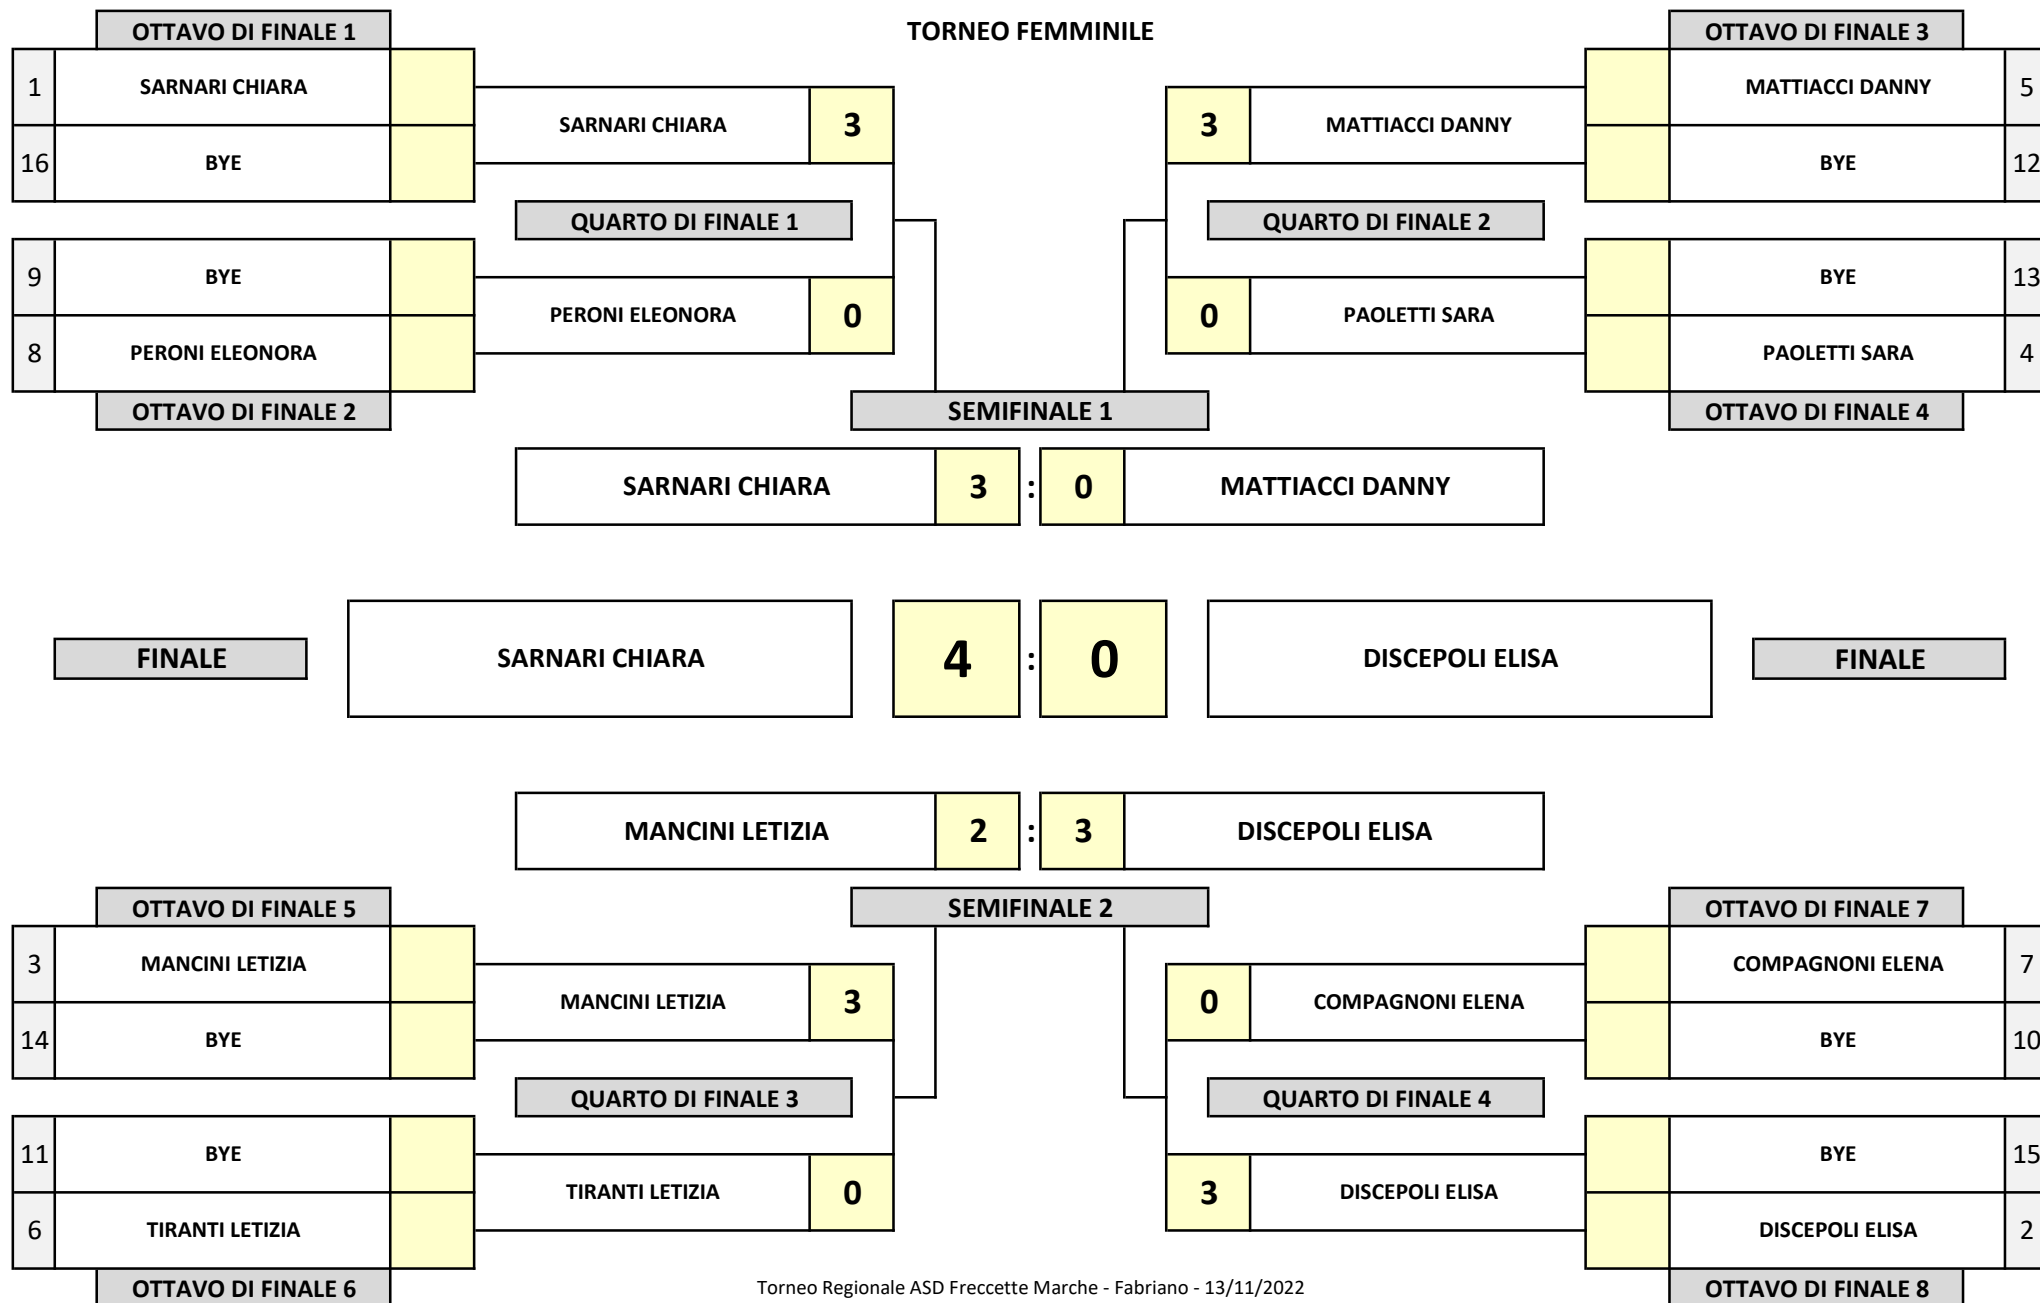 OTTAVO DI FINALE 1
TORNEO FEMMINILE
OTTAVO DI FINALE 3
1 SARNARI CHIARA
MATTIACCI DANNY 5
SARNARI CHIARA 3
3 MATTIACCI DANNY
16 BYE
BYE 12
QUARTO DI FINALE 1
QUARTO DI FINALE 2
9 BYE
BYE 13
PERONI ELEONORA 0
0 PAOLETTI SARA
8 PERONI ELEONORA
PAOLETTI SARA 4
OTTAVO DI FINALE 2
SEMIFINALE 1
OTTAVO DI FINALE 4
SARNARI CHIARA 3 : 0 MATTIACCI DANNY
FINALE
SARNARI CHIARA 4 : 0 DISCEPOLI ELISA
FINALE
MANCINI LETIZIA 2 : 3 DISCEPOLI ELISA
OTTAVO DI FINALE 5
SEMIFINALE 2
OTTAVO DI FINALE 7
3 MANCINI LETIZIA
COMPAGNONI ELENA 7
MANCINI LETIZIA 3
0 COMPAGNONI ELENA
14 BYE
BYE 10
QUARTO DI FINALE 3
QUARTO DI FINALE 4
11 BYE
BYE 15
TIRANTI LETIZIA 0
3 DISCEPOLI ELISA
6 TIRANTI LETIZIA
DISCEPOLI ELISA 2
OTTAVO DI FINALE 6
Torneo Regionale ASD Freccette Marche - Fabriano - 13/11/2022
OTTAVO DI FINALE 8